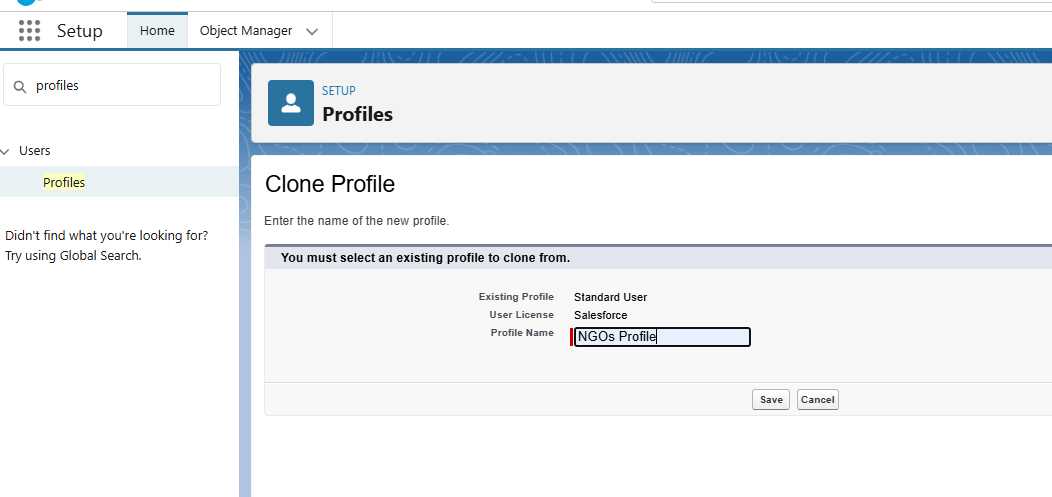 Setup
Home
Object Manager
profiles
Users
Profiles
Didn't find what you're looking for?
Try using Global Search.
SETUP
Profiles
Clone Profile
Enter the name of the new profile.
You must select an existing profile to clone from.
Existing Profile Standard User
User License Salesforce
Profile Name NGOs Profile
Save Cancel